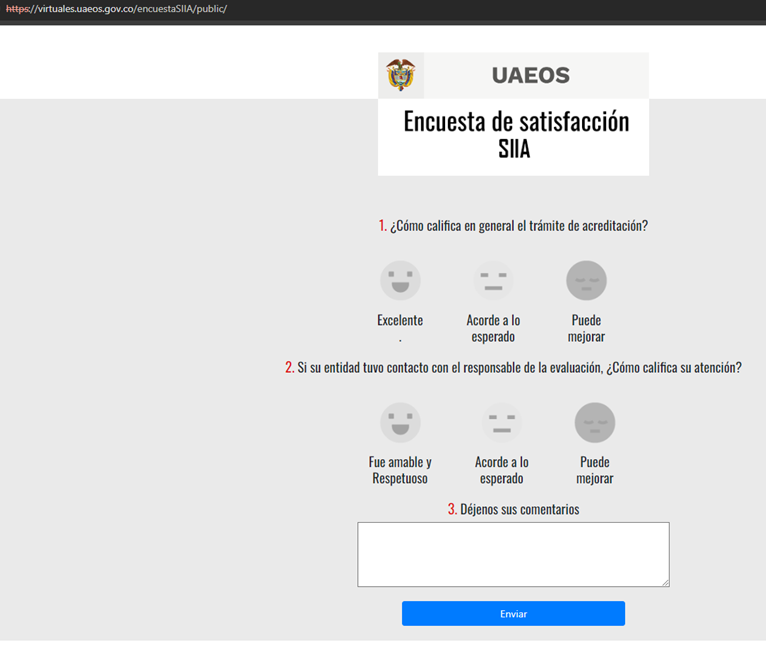 https://virtuales.uaeos.gov.co/encuestaSIIA/public/
UAEOS
Encuesta de satisfacción
SIIA
1. ¿Cómo califica en general el trámite de acreditación?
Excelente
.
Acorde a lo
esperado
Puede
mejorar
2. Si su entidad tuvo contacto con el responsable de la evaluación, ¿Cómo califica su atención?
Fue amable y
Respetuoso
Acorde a lo
esperado
Puede
mejorar
3. Déjenos sus comentarios
Enviar